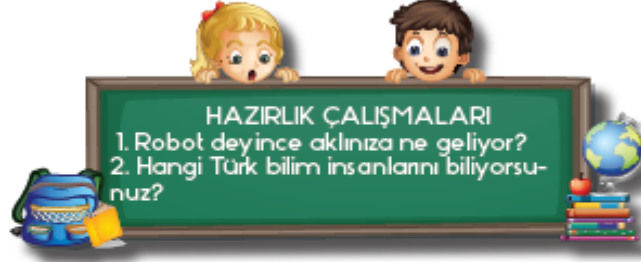 HAZIRLIK ÇALIŞMALARI
1. Robot deyince aklınıza ne geliyor?
2. Hangi Türk bilim insanlarını biliyorsu-
nuz?